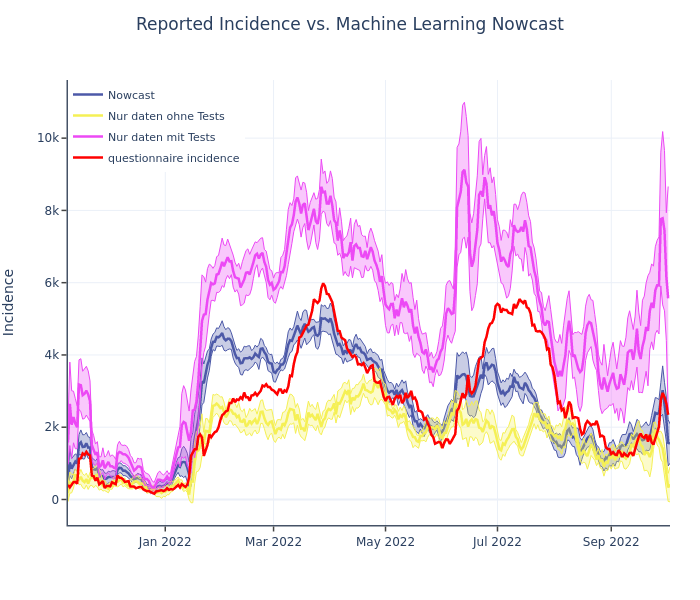 Reported Incidence vs. Machine Learning Nowcast
Nowcast
Nur daten ohne Tests
Nur daten mit Tests
questionnaire incidence
10k
8k
6k
4k
2k
0
Incidence
Jan 2022
Mar 2022
May 2022
Jul 2022
Sep 2022